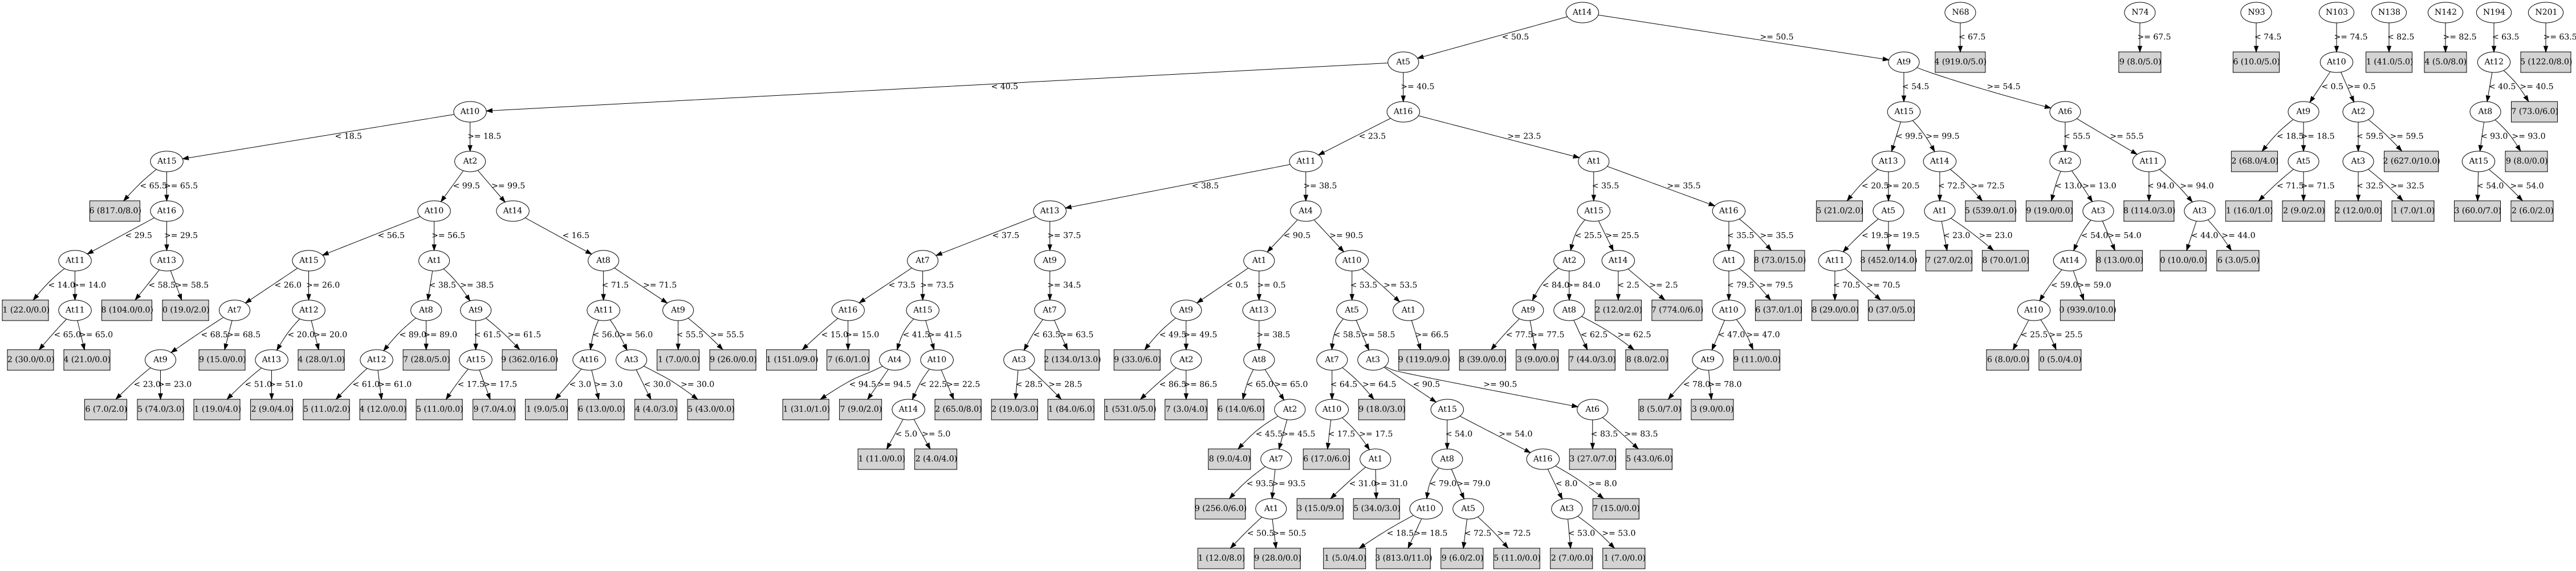 At14 N68 N74 N93 N103 N138 N142 N194 N201
< 50.5 >= 50.5 < 67.5 >= 67.5 < 74.5 >= 74.5 < 82.5 >= 82.5 < 63.5 >= 63.5
At5 At9 4 (919.0/5.0) 9 (8.0/5.0) 6 (10.0/5.0) At10 1 (41.0/5.0) 4 (5.0/8.0) At12 5 (122.0/8.0)
< 40.5 >= 40.5 < 54.5 >= 54.5 < 0.5 >= 0.5 < 40.5 >= 40.5
At10 At16 At15 At6 At9 At2 At8 7 (73.0/6.0)
< 18.5 >= 18.5 < 23.5 >= 23.5 < 99.5 >= 99.5 < 55.5 >= 55.5 < 18.5 >= 18.5 < 59.5 >= 59.5 < 93.0 >= 93.0
At15 At2 At11 At1 At13 At14 At2 At11 2 (68.0/4.0) At5 At3 2 (627.0/10.0) At15 9 (8.0/0.0)
< 65.5 >= 65.5 < 99.5 >= 99.5 < 38.5 >= 38.5 < 35.5 >= 35.5 < 20.5 >= 20.5 < 72.5 >= 72.5 < 13.0 >= 13.0 < 94.0 >= 94.0 < 71.5 >= 71.5 < 32.5 >= 32.5 < 54.0 >= 54.0
6 (817.0/8.0) At16 At10 At14 At13 At4 At15 At16 5 (21.0/2.0) At5 At1 5 (539.0/1.0) 9 (19.0/0.0) At3 8 (114.0/3.0) At3 1 (16.0/1.0) 2 (9.0/2.0) 2 (12.0/0.0) 1 (7.0/1.0) 3 (60.0/7.0) 2 (6.0/2.0)
< 29.5 >= 29.5 < 56.5 >= 56.5 < 16.5 < 37.5 >= 37.5 < 90.5 >= 90.5 < 25.5 >= 25.5 < 35.5 >= 35.5 < 19.5 >= 19.5 < 23.0 >= 23.0 < 54.0 >= 54.0 < 44.0 >= 44.0
At11 At13 At15 At1 At8 At7 At9 At1 At10 At2 At14 At1 8 (73.0/15.0) At11 8 (452.0/14.0) 7 (27.0/2.0) 8 (70.0/1.0) At14 8 (13.0/0.0) 0 (10.0/0.0) 6 (3.0/5.0)
< 14.0 >= 14.0 < 58.5 >= 58.5 < 26.0 >= 26.0 < 38.5 >= 38.5 < 71.5 >= 71.5 < 73.5 >= 73.5 >= 34.5 < 0.5 >= 0.5 < 53.5 >= 53.5 < 84.0 >= 84.0 < 2.5 >= 2.5 < 79.5 >= 79.5 < 70.5 >= 70.5 < 59.0 >= 59.0
1 (22.0/0.0) At11 8 (104.0/0.0) 0 (19.0/2.0) At7 At12 At8 At9 At11 At9 At16 At15 At7 At9 At13 At5 At1 At9 At8 2 (12.0/2.0) 7 (774.0/6.0) At10 6 (37.0/1.0) 8 (29.0/0.0) 0 (37.0/5.0) At10 0 (939.0/10.0)
< 65.0 >= 65.0 < 68.5 >= 68.5 < 20.0 >= 20.0 < 89.0 >= 89.0 < 61.5 >= 61.5 < 56.0 >= 56.0 < 55.5 >= 55.5 < 15.0 >= 15.0 < 41.5 >= 41.5 < 63.5 >= 63.5 < 49.5 >= 49.5 >= 38.5 < 58.5 >= 58.5 >= 66.5 < 77.5 >= 77.5 < 62.5 >= 62.5 < 47.0 >= 47.0 < 25.5 >= 25.5
2 (30.0/0.0) 4 (21.0/0.0) At9 9 (15.0/0.0) At13 4 (28.0/1.0) At12 7 (28.0/5.0) At15 9 (362.0/16.0) At16 At3 1 (7.0/0.0) 9 (26.0/0.0) 1 (151.0/9.0) 7 (6.0/1.0) At4 At10 At3 2 (134.0/13.0) 9 (33.0/6.0) At2 At8 At7 At3 9 (119.0/9.0) 8 (39.0/0.0) 3 (9.0/0.0) 7 (44.0/3.0) 8 (8.0/2.0) At9 9 (11.0/0.0) 6 (8.0/0.0) 0 (5.0/4.0)
< 23.0 >= 23.0 < 51.0 >= 51.0 < 61.0 >= 61.0 < 17.5 >= 17.5 < 3.0 >= 3.0 < 30.0 >= 30.0 < 94.5 >= 94.5 < 22.5 >= 22.5 < 28.5 >= 28.5 < 86.5 >= 86.5 < 65.0 >= 65.0 < 64.5 >= 64.5 < 90.5 >= 90.5 < 78.0 >= 78.0
6 (7.0/2.0) 5 (74.0/3.0) 1 (19.0/4.0) 2 (9.0/4.0) 5 (11.0/2.0) 4 (12.0/0.0) 5 (11.0/0.0) 9 (7.0/4.0) 1 (9.0/5.0) 6 (13.0/0.0) 4 (4.0/3.0) 5 (43.0/0.0) 1 (31.0/1.0) 7 (9.0/2.0) At14 2 (65.0/8.0) 2 (19.0/3.0) 1 (84.0/6.0) 1 (531.0/5.0) 7 (3.0/4.0) 6 (14.0/6.0) At2 At10 9 (18.0/3.0) At15 At6 8 (5.0/7.0) 3 (9.0/0.0)
< 5.0 >= 5.0 < 45.5 >= 45.5 < 17.5 >= 17.5 < 54.0 >= 54.0 < 83.5 >= 83.5
1 (11.0/0.0) 2 (4.0/4.0) 8 (9.0/4.0) At7 6 (17.0/6.0) At1 At8 At16 3 (27.0/7.0) 5 (43.0/6.0)
< 93.5 >= 93.5 < 31.0 >= 31.0 < 79.0 >= 79.0 < 8.0 >= 8.0
9 (256.0/6.0) At1 3 (15.0/9.0) 5 (34.0/3.0) At10 At5 At3 7 (15.0/0.0)
< 50.5 >= 50.5 < 18.5 >= 18.5 < 72.5 >= 72.5 < 53.0 >= 53.0
1 (12.0/8.0) 9 (28.0/0.0) 1 (5.0/4.0) 3 (813.0/11.0) 9 (6.0/2.0) 5 (11.0/0.0) 2 (7.0/0.0) 1 (7.0/0.0)